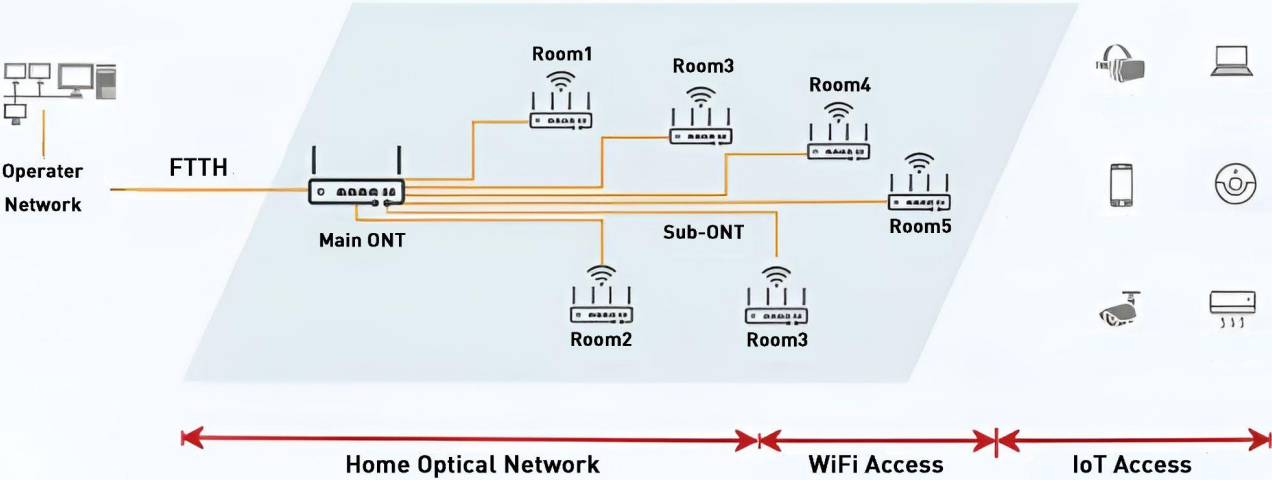 Room1
Room3
Room4
Operater
Network
FTTH
Main ONT
Sub-ONT
Room5
Room2
Room3
Home Optical Network
WiFi Access
IoT Access